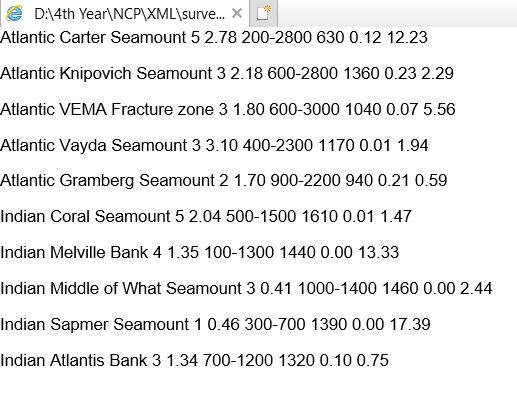 D:\4th Year\NCP\XML\surve...
Atlantic Carter Seamount 5 2.78 200-2800 630 0.12 12.23
Atlantic Knipovich Seamount 3 2.18 600-2800 1360 0.23 2.29
Atlantic VEMA Fracture zone 3 1.80 600-3000 1040 0.07 5.56
Atlantic Vayda Seamount 3 3.10 400-2300 1170 0.01 1.94
Atlantic Gramberg Seamount 2 1.70 900-2200 940 0.21 0.59
Indian Coral Seamount 5 2.04 500-1500 1610 0.01 1.47
Indian Melville Bank 4 1.35 100-1300 1440 0.00 13.33
Indian Middle of What Seamount 3 0.41 1000-1400 1460 0.00 2.44
Indian Sapmer Seamount 1 0.46 300-700 1390 0.00 17.39
Indian Atlantis Bank 3 1.34 700-1200 1320 0.10 0.75